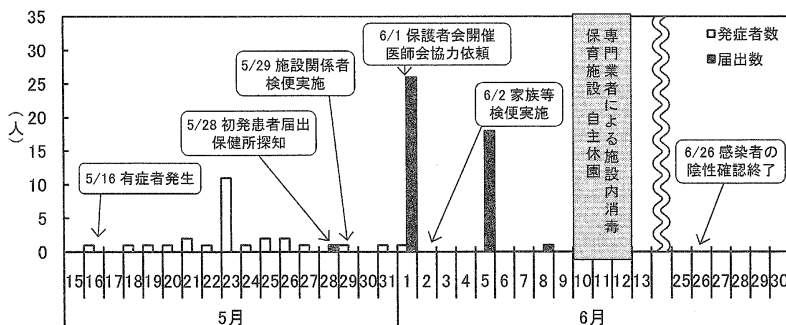 35
30
25
20
15
10
5
0
(人)
5/16 有症者発生
5/28 初発患者届出
保健所探知
5/29 施設関係者
検便実施
6/1 保護者会開催
医師会協力依頼
6/2 家族等
検便実施
専門業者による施設内消毒
保育施設 自主休園
発症者数
届出数
6/26 感染者の
陰性確認終了
15 16 17 18 19 20 21 22 23 24 25 26 27 28 29 30 31 1 2 3 4 5 6 7 8 9 10 11 12 13 25 26 27 28 29 30
5月 6月